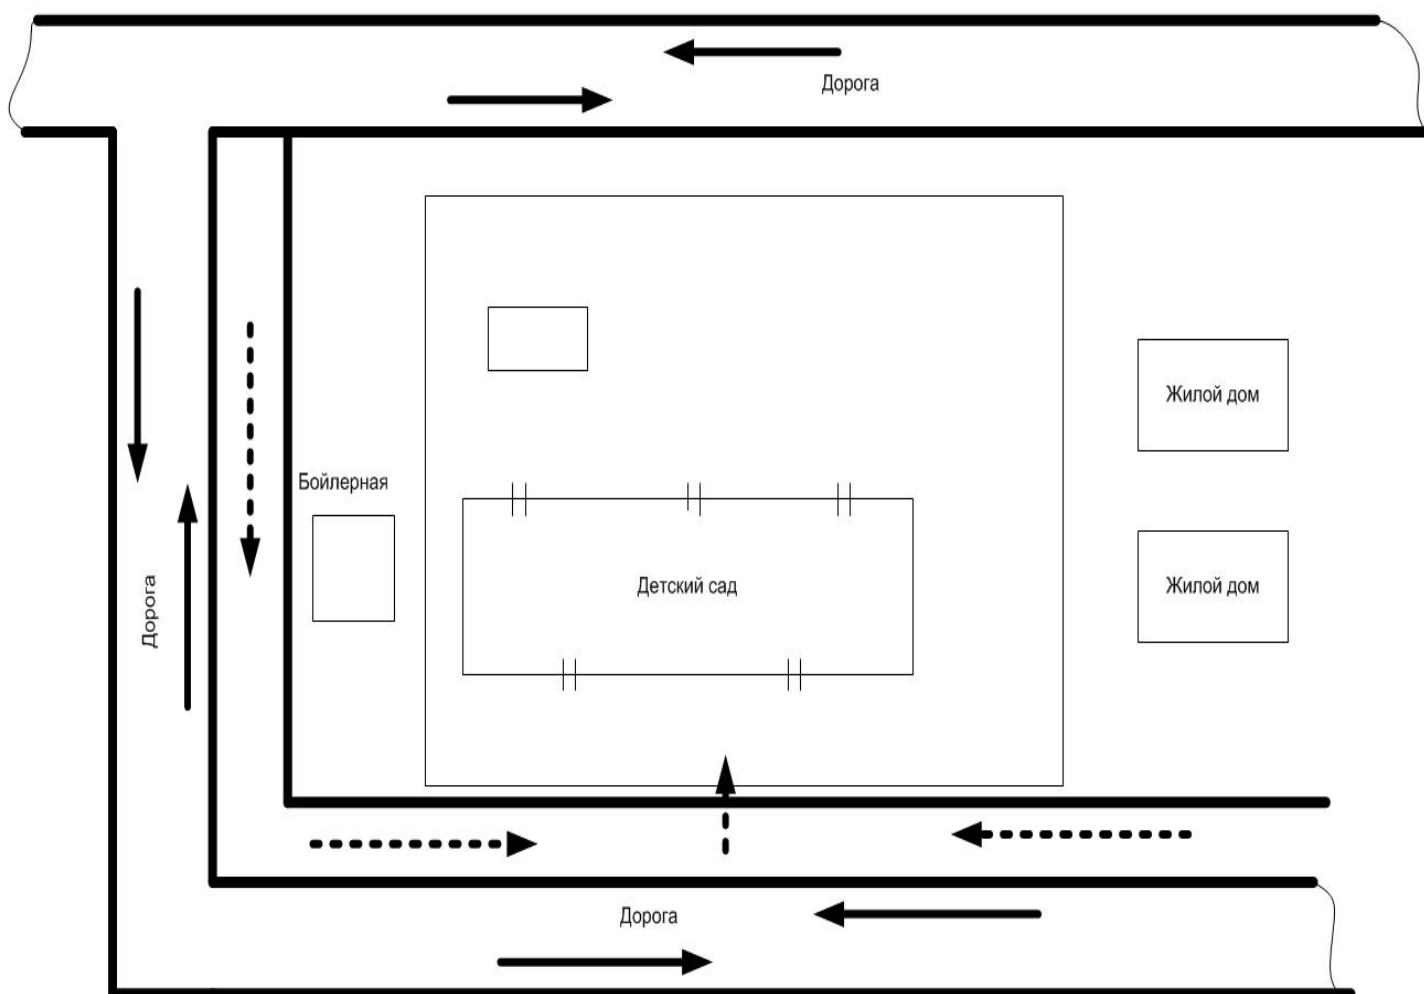 Дорога
Жилой дом
Бойлерная
Детский сад
Жилой дом
Дорога
Дорога